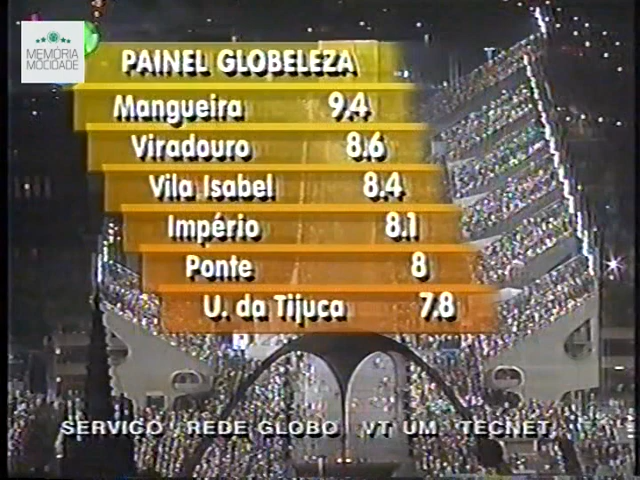 MEMÓRIA
MOCIDADE
PAINEL GLOBELEZA
Mangueira 9.4
Viradouro 8.6
Vila Isabel 8.4
Império 8.1
Ponte 8
U. da Tijuca 7.8
SERVICO REDE GLOBO VT UM TECNET